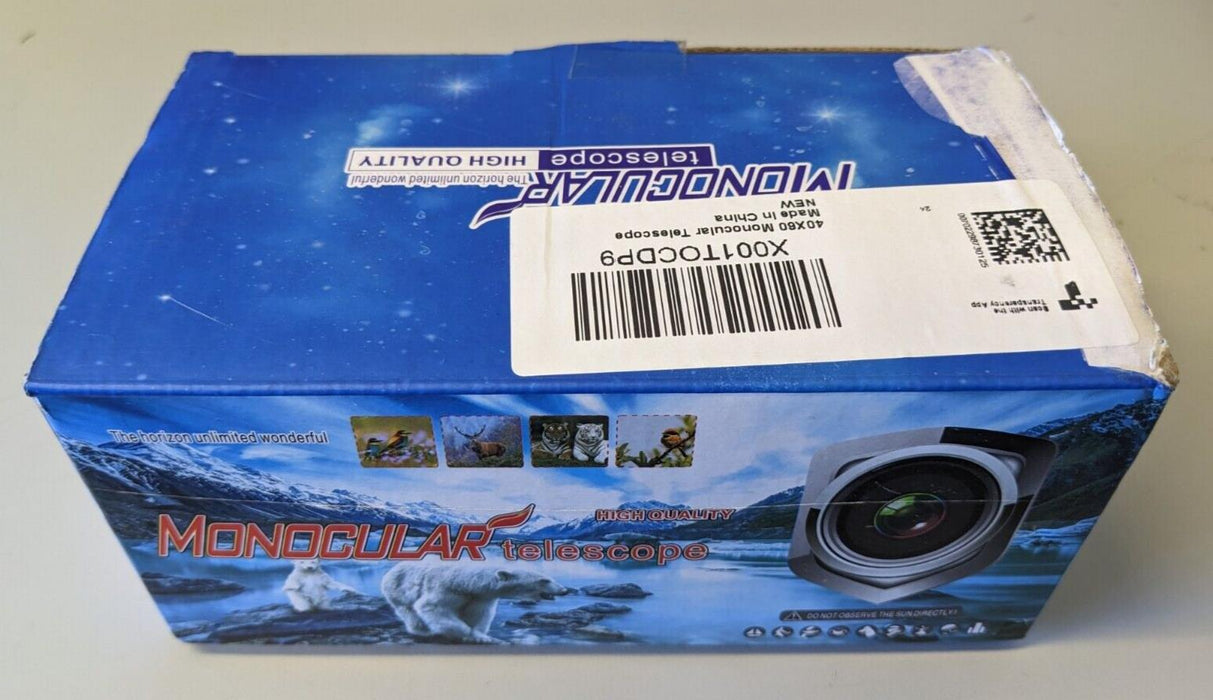 MONOCULAR
The horizon unlimited wonderful
telescope HIGH QUALITY
X001TOCDP9
40X60 Monocular Telescope
Made in China
NEW
Scan with the
Transparency App
The horizon unlimited wonderful
HIGH QUALITY
MONOCULAR telescope
DO NOT OBSERVE THE SUN DIRECTLY!